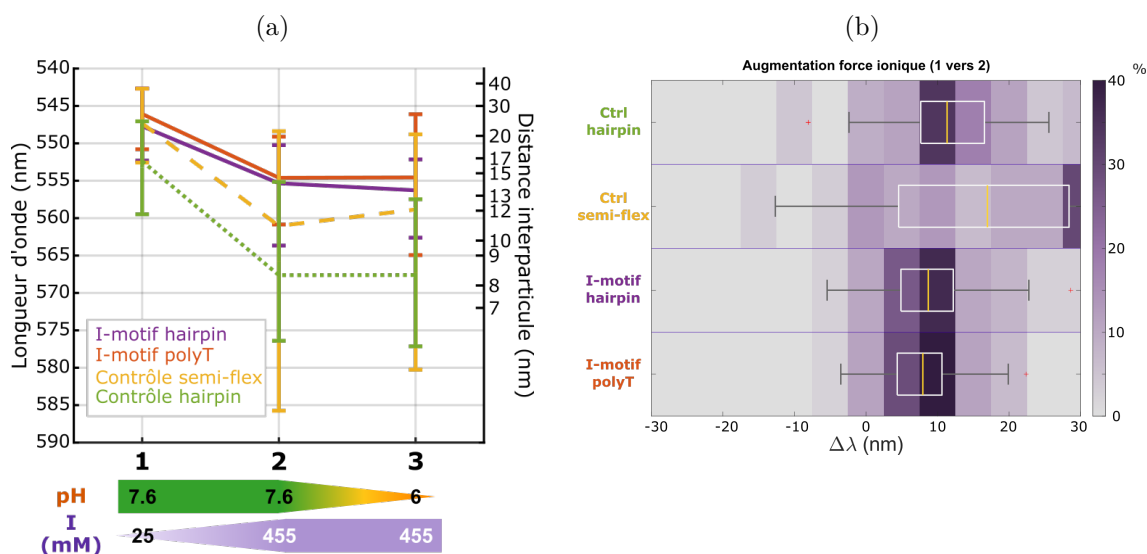 (a)
540
545
550
555
560
565
570
575
580
585
590
Longueur d'onde (nm)
40
30
20
17
15
13
12
10
9
8
7
Distance interparticule (nm)
I-motif hairpin
I-motif polyT
Contrôle semi-flex
Contrôle hairpin
1 2 3
pH 7.6 7.6 6
I (mM) 25 455 455
(b)
Augmentation force ionique (1 vers 2)
Ctrl
hairpin
Ctrl
semi-flex
I-motif
hairpin
I-motif
polyT
-30 -20 -10 0 10 20 30
Δλ (nm)
%
40
30
20
10
0